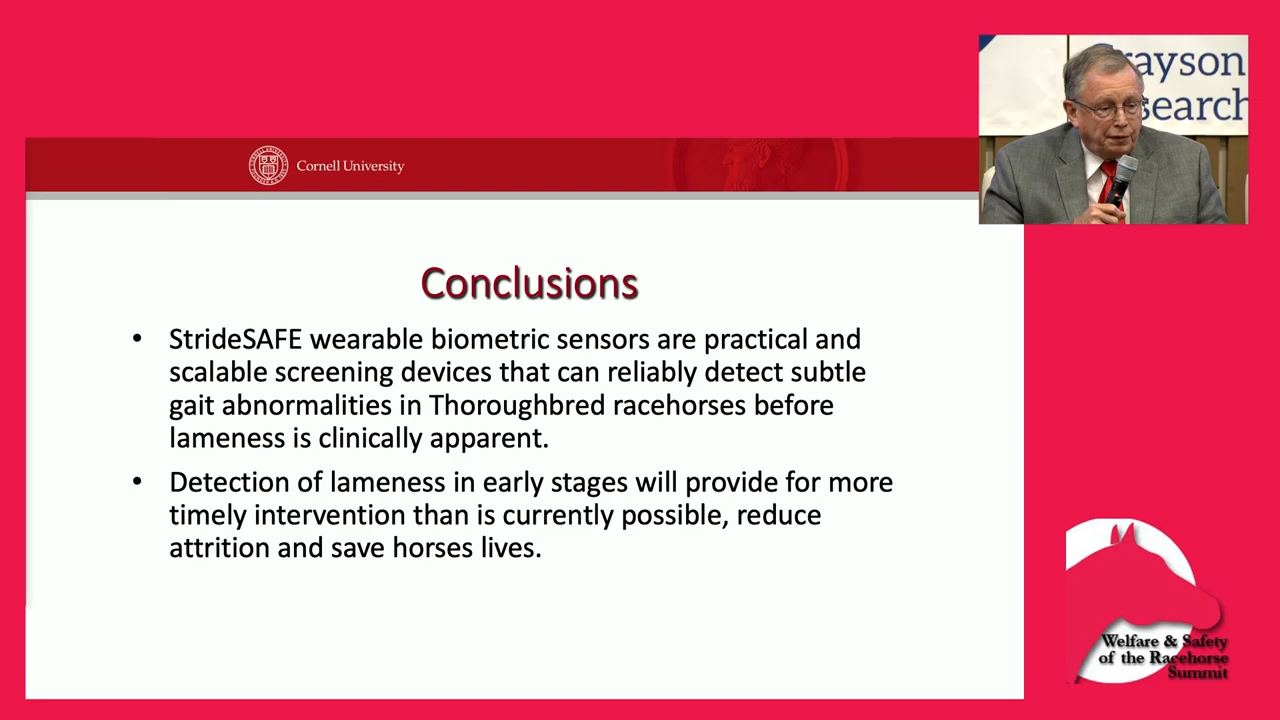 Cornell University
Conclusions
• StrideSAFE wearable biometric sensors are practical and
scalable screening devices that can reliably detect subtle
gait abnormalities in Thoroughbred racehorses before
lameness is clinically apparent.
• Detection of lameness in early stages will provide for more
timely intervention than is currently possible, reduce
attrition and save horses lives.
rayson
search
Welfare & Safety
of the Racehorse
Summit